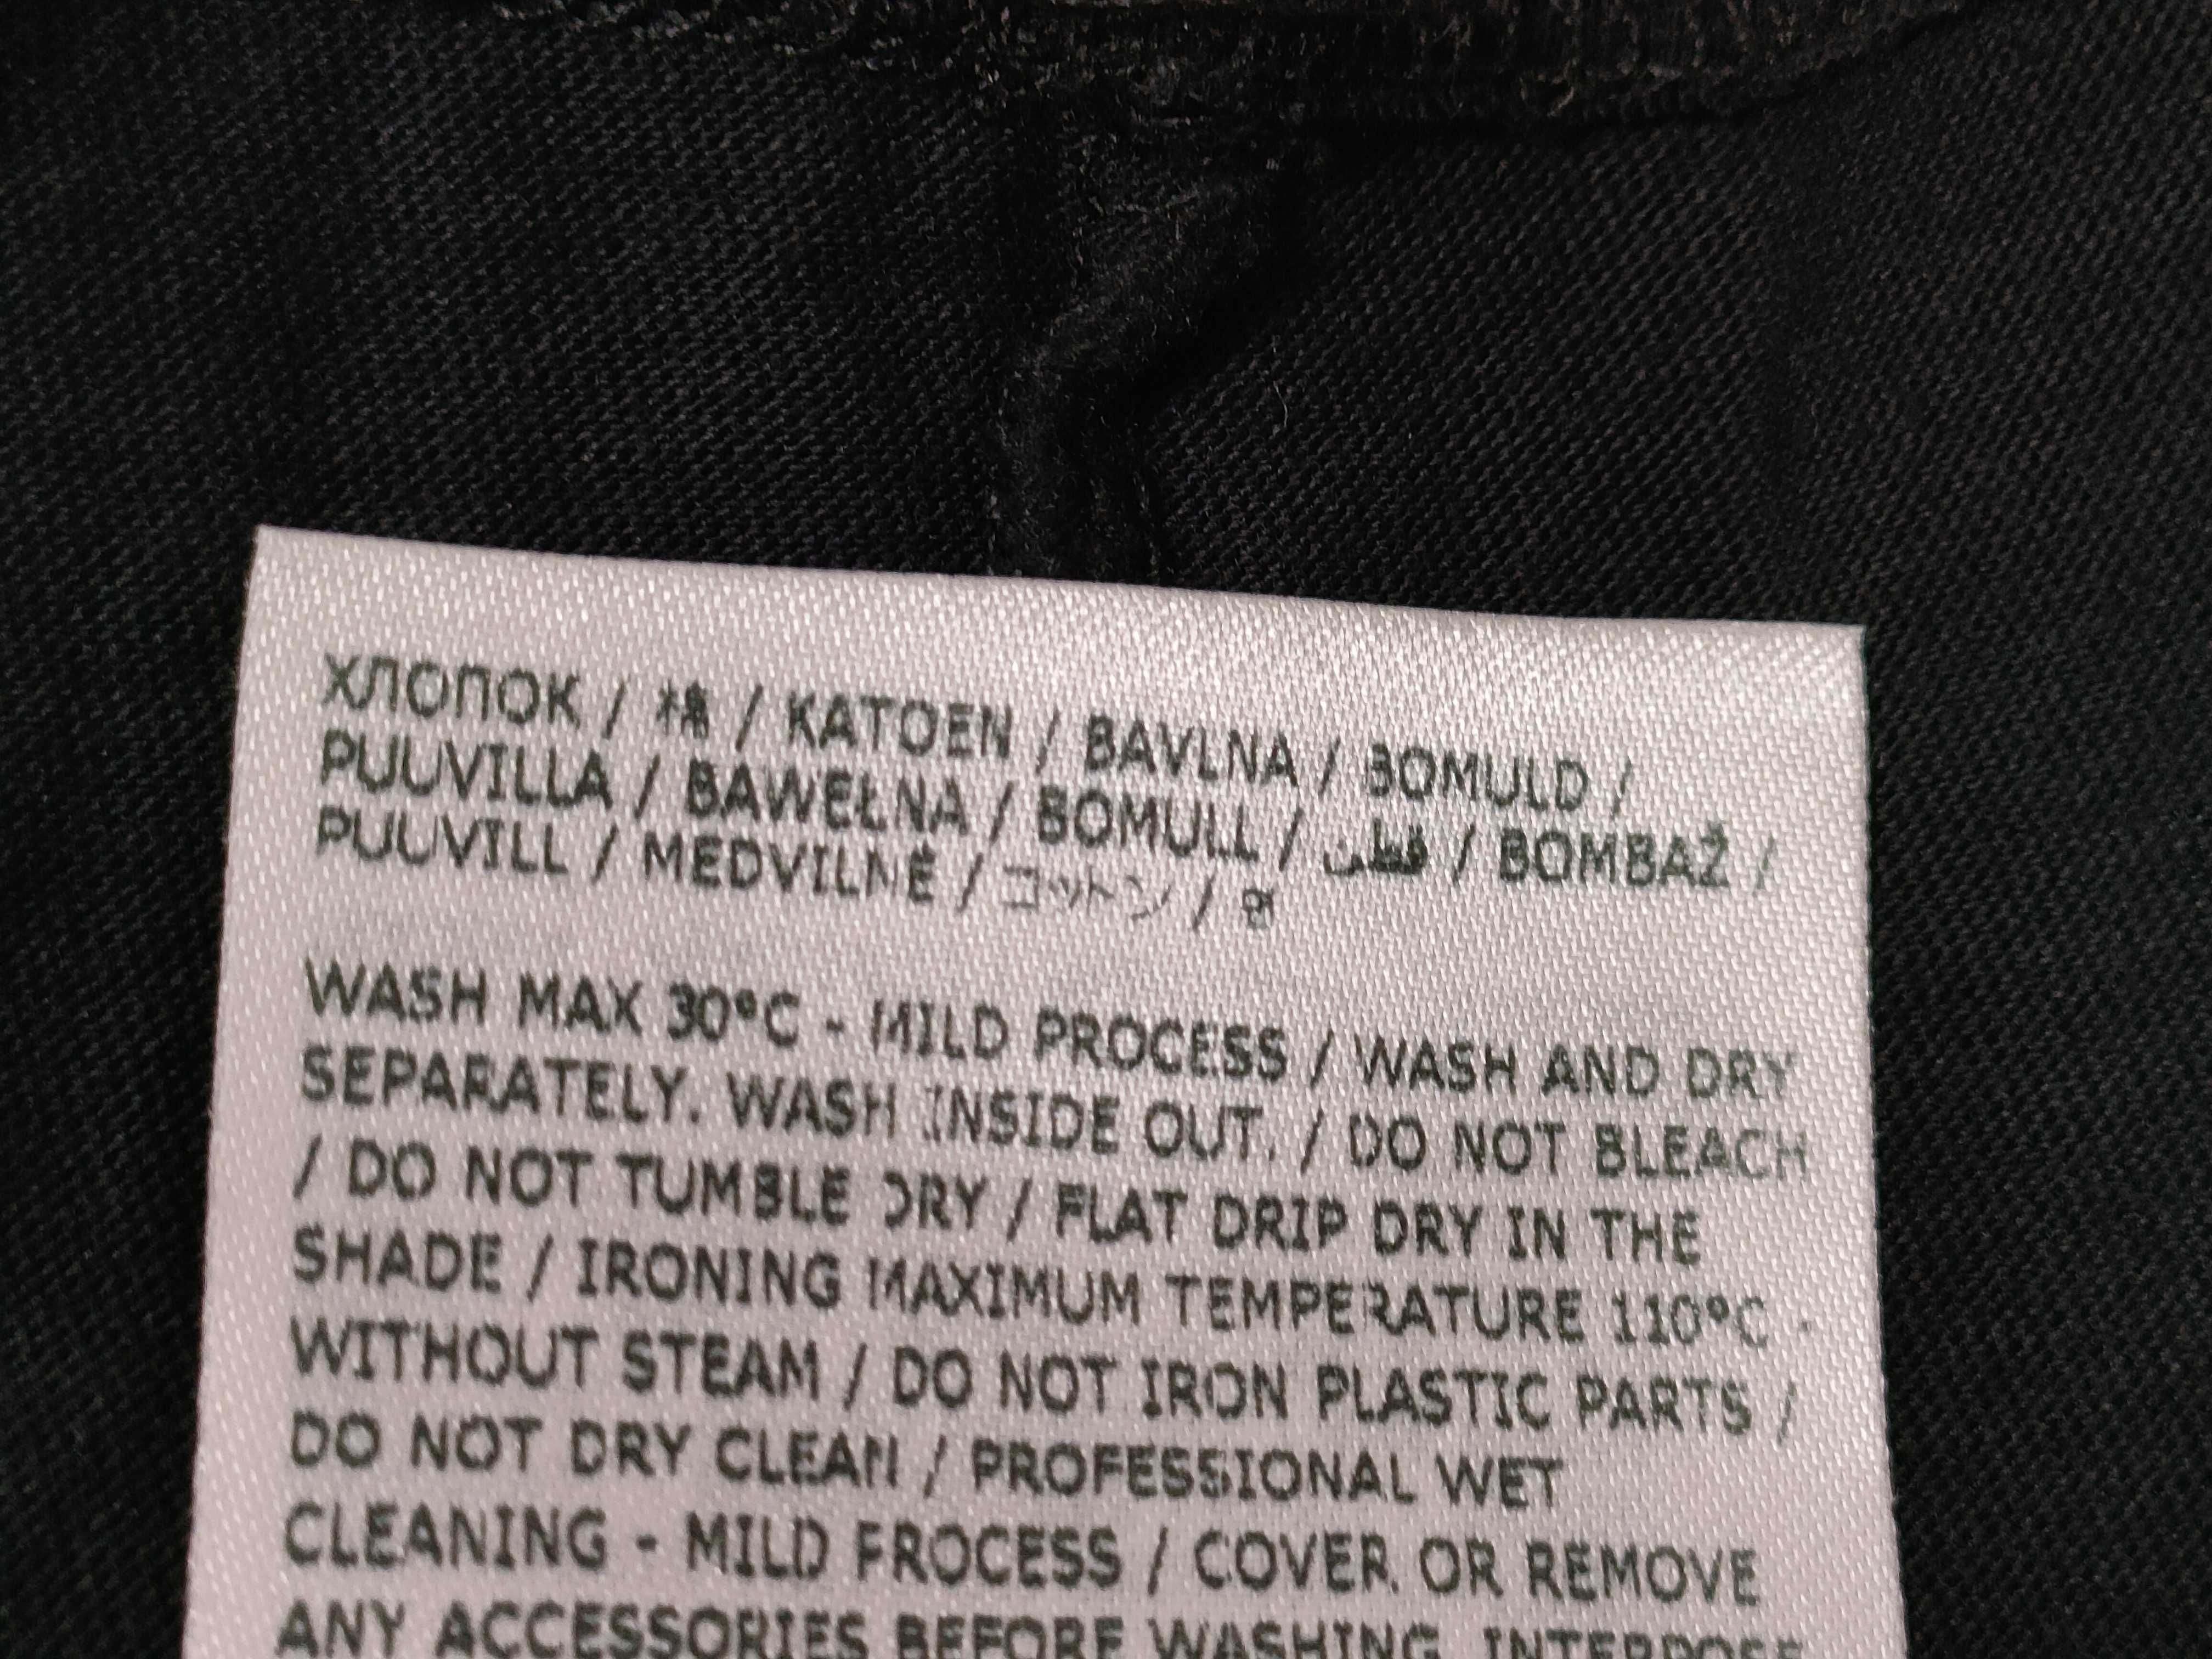 ХЛОПОК / 棉 / KATOEN / BAVLNA / BOMULD /
PUUVILLA / BAWEŁNA / BOMULL / قطن / BOMBAŽ /
PUUVILL / MEDVILNĖ / コットン / 면
WASH MAX 30°C - MILD PROCESS / WASH AND DRY
SEPARATELY. WASH INSIDE OUT. / DO NOT BLEACH
/ DO NOT TUMBLE DRY / FLAT DRIP DRY IN THE
SHADE / IRONING MAXIMUM TEMPERATURE 110°C -
WITHOUT STEAM / DO NOT IRON PLASTIC PARTS /
DO NOT DRY CLEAN / PROFESSIONAL WET
CLEANING - MILD PROCESS / COVER OR REMOVE
ANY ACCESSORIES BEFORE WASHING. INTERPOSE